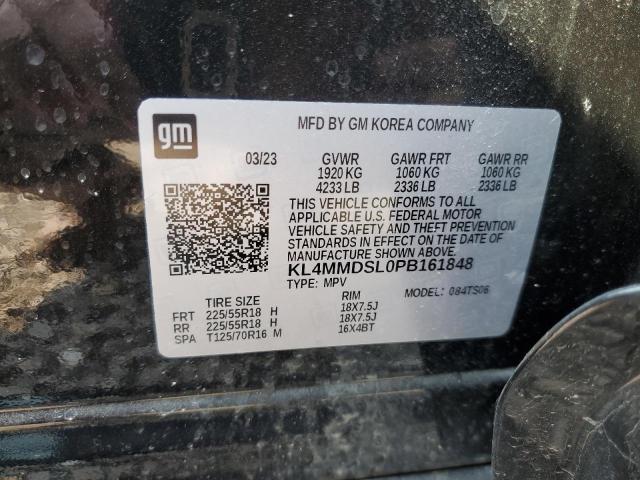 gm
MFD BY GM KOREA COMPANY
03/23 GVWR GAWR FRT GAWR RR
1920 KG 1060 KG 1060 KG
4233 LB 2336 LB 2336 LB
THIS VEHICLE CONFORMS TO ALL
APPLICABLE U.S. FEDERAL MOTOR
VEHICLE SAFETY AND THEFT PREVENTION
STANDARDS IN EFFECT ON THE DATE OF
MANUFACTURE SHOWN ABOVE.
KL4MMDSL0PB161848
TYPE: MPV MODEL: 084TS06
TIRE SIZE RIM
FRT 225/55R18 H 18X7.5J
RR 225/55R18 H 18X7.5J
SPA T125/70R16 M 16X4BT